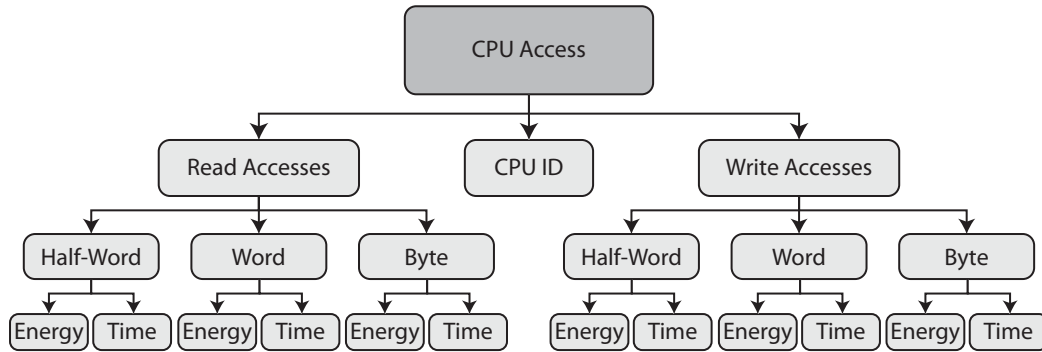 CPU Access
Read Accesses
CPU ID
Write Accesses
Half-Word
Word
Byte
Half-Word
Word
Byte
Energy
Time
Energy
Time
Energy
Time
Energy
Time
Energy
Time
Energy
Time